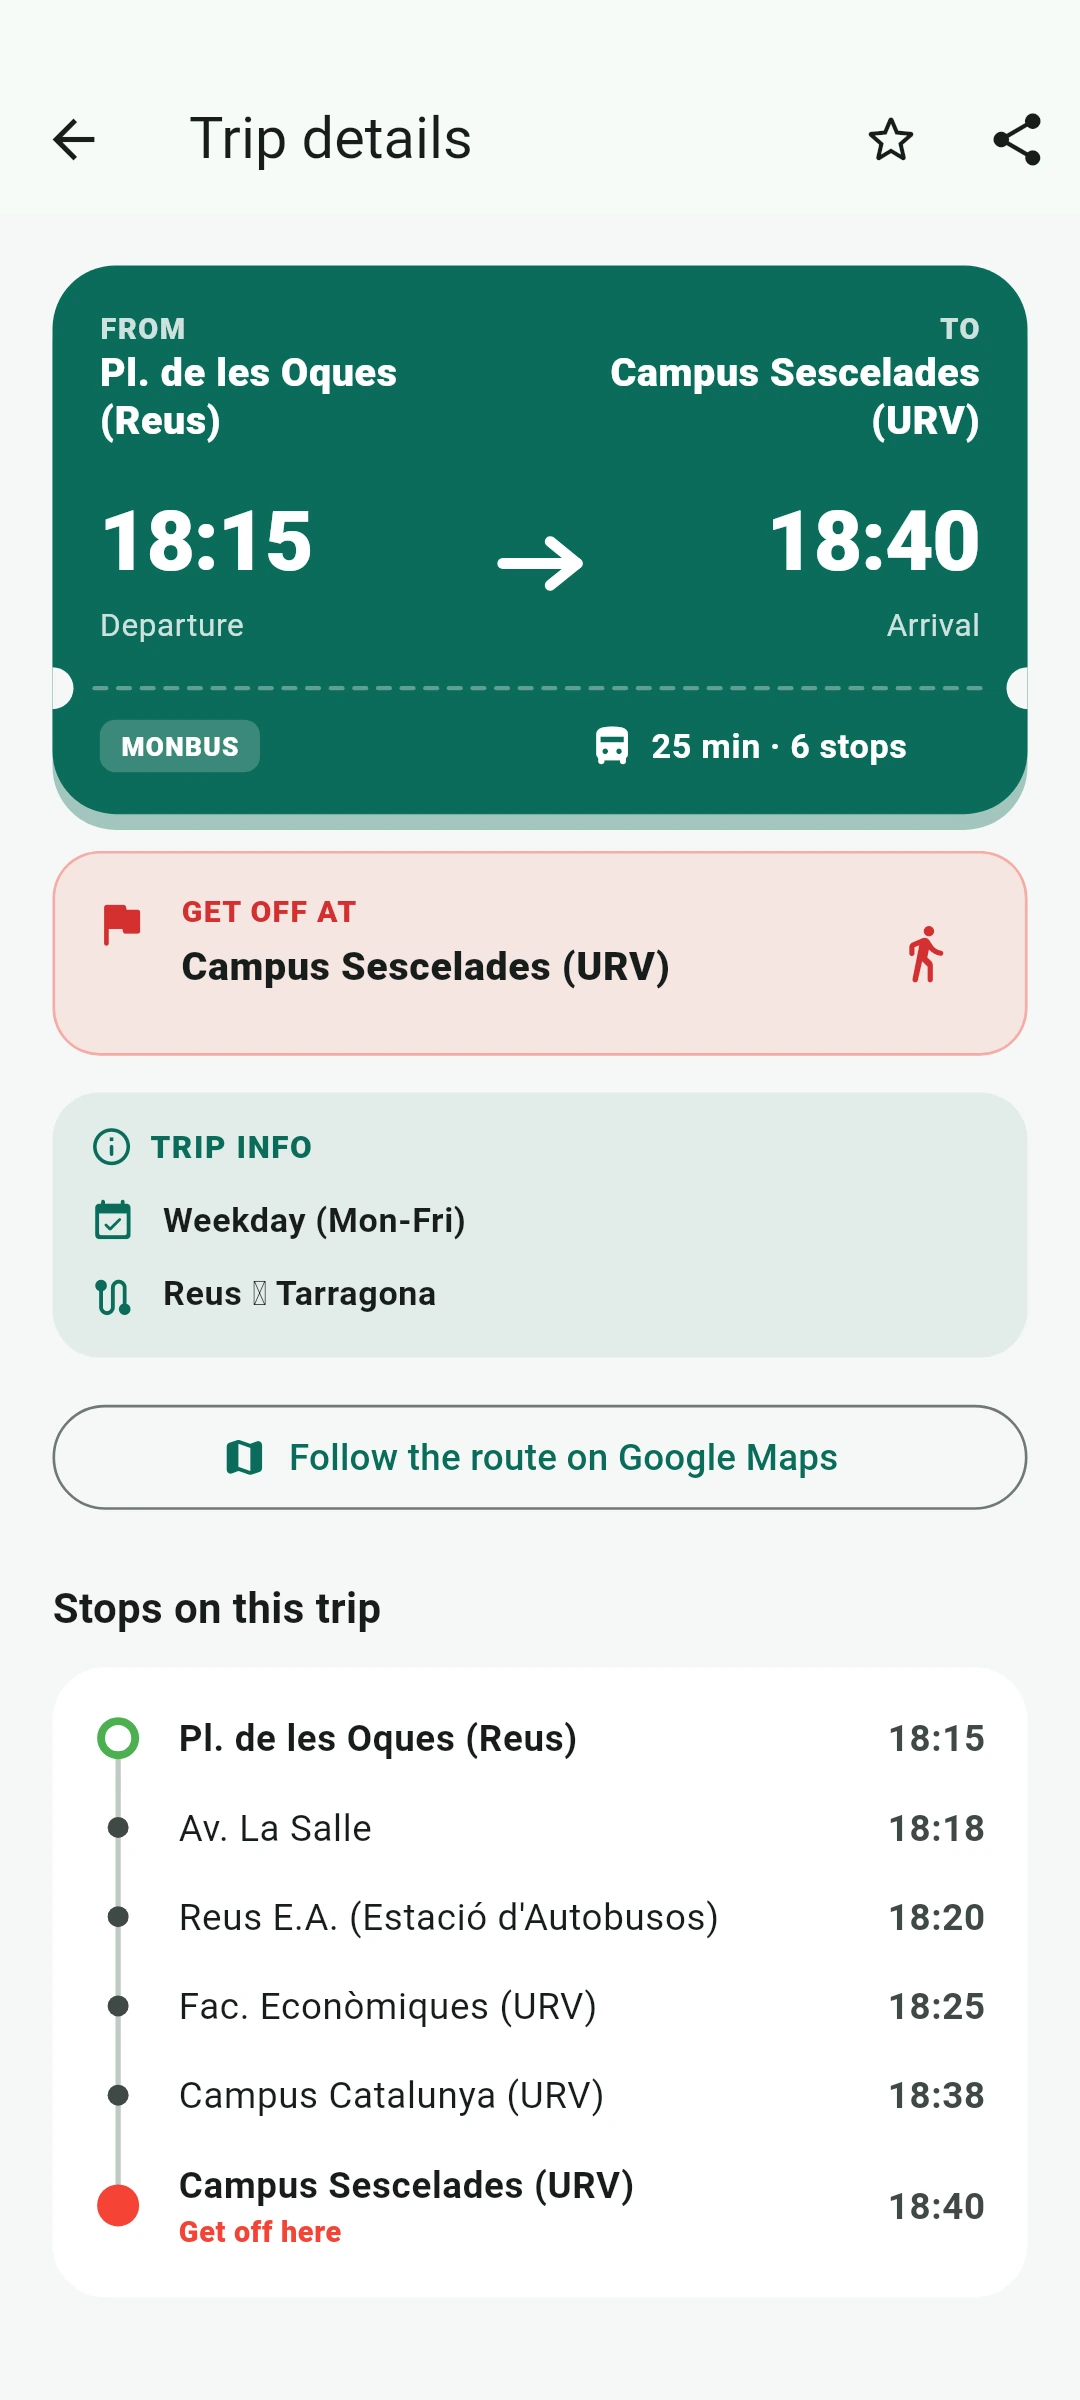 Trip details
FROM
TO
Pl. de les Oques
(Reus)
Campus Sescelades
(URV)
18:15
18:40
Departure
Arrival
MONBUS
25 min · 6 stops
GET OFF AT
Campus Sescelades (URV)
TRIP INFO
Weekday (Mon-Fri)
Reus Tarragona
Follow the route on Google Maps
Stops on this trip
Pl. de les Oques (Reus) 18:15
Av. La Salle 18:18
Reus E.A. (Estació d'Autobusos) 18:20
Fac. Econòmiques (URV) 18:25
Campus Catalunya (URV) 18:38
Campus Sescelades (URV) 18:40
Get off here